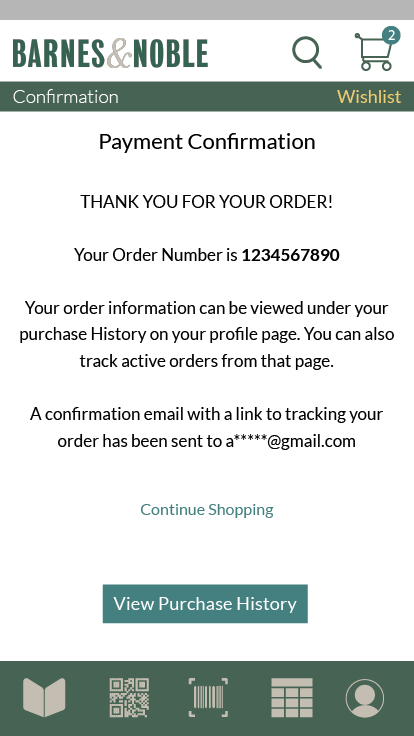 BARNES&NOBLE
2
Confirmation
Wishlist
Payment Confirmation
THANK YOU FOR YOUR ORDER!
Your Order Number is 1234567890
Your order information can be viewed under your
purchase History on your profile page. You can also
track active orders from that page.
A confirmation email with a link to tracking your
order has been sent to a*****@gmail.com
Continue Shopping
View Purchase History